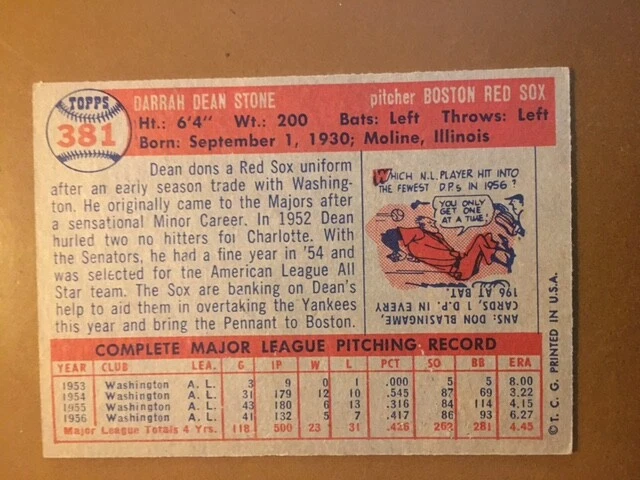 TOPPS
381
DARRAH DEAN STONE pitcher BOSTON RED SOX
Ht.: 6'4" Wt.: 200 Bats: Left Throws: Left
Born: September 1, 1930; Moline, Illinois
Dean dons a Red Sox uniform
after an early season trade with Washing-
ton. He originally came to the Majors after
a sensational Minor Career. In 1952 Dean
hurled two no hitters for Charlotte. With
the Senators, he had a fine year in '54 and
was selected for the American League All
Star team. The Sox are banking on Dean's
help to aid them in overtaking the Yankees
this year and bring the Pennant to Boston.
WHICH N.L. PLAYER HIT INTO
THE FEWEST D.P.s IN 1956?
YOU ONLY
GET ONE
AT A TIME!
ANS: DON BLASINGAME,
CARDS, 1 D.P. IN EVERY
196 AT BAT.
COMPLETE MAJOR LEAGUE PITCHING RECORD
YEAR CLUB LEA. G IP W L PCT SO BB ERA
1953 Washington A. L. 3 9 0 1 .000 5 5 8.00
1954 Washington A. L. 31 179 12 10 .545 87 69 3.22
1955 Washington A. L. 43 180 6 13 .316 84 114 4.15
1956 Washington A. L. 41 132 5 7 .417 86 93 6.27
Major League Totals 4 Yrs. 118 500 23 31 .426 262 281 4.45
© T. C. G. PRINTED IN U.S.A.